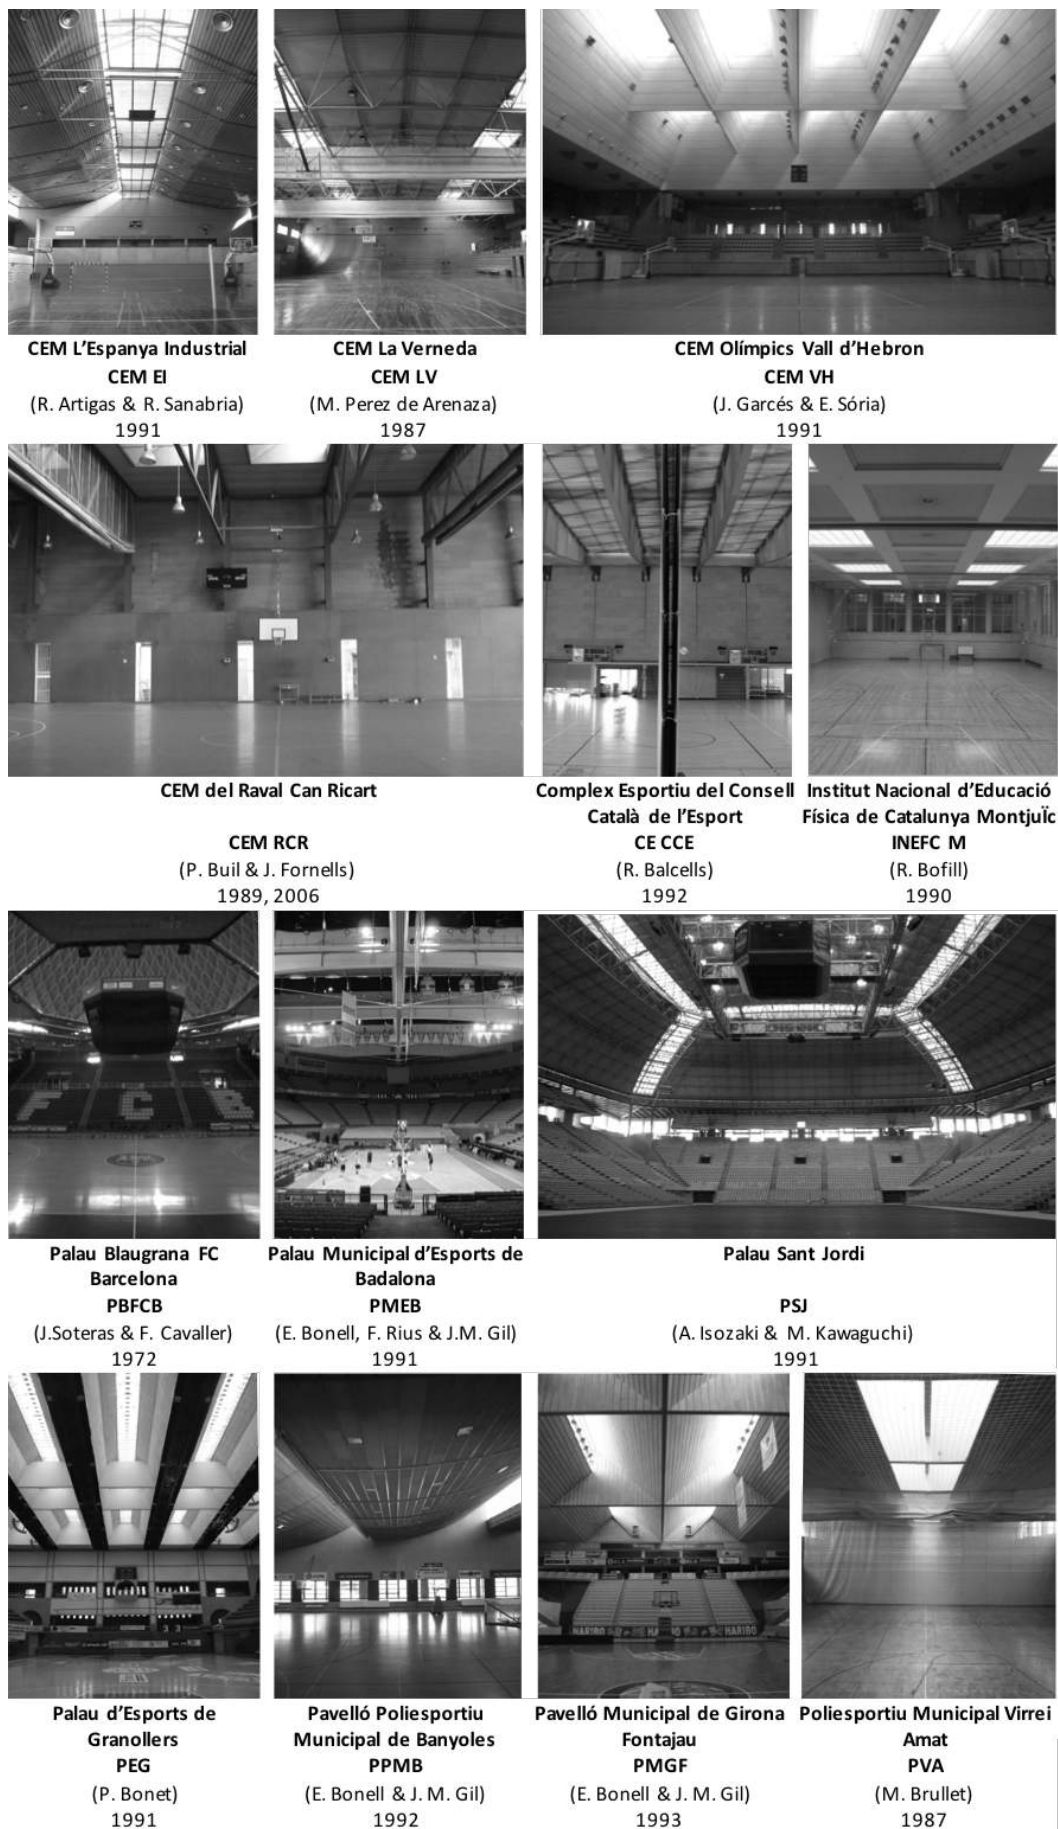 CEM L'Espanya Industrial
CEM EI
(R. Artigas & R. Sanabria)
1991
CEM La Verneda
CEM LV
(M. Perez de Arenaza)
1987
CEM Olímpics Vall d'Hebron
CEM VH
(J. Garcés & E. Sória)
1991
CEM del Raval Can Ricart
CEM RCR
(P. Buil & J. Fornells)
1989, 2006
Complex Esportiu del Consell
Català de l'Esport
CE CCE
(R. Balcells)
1992
Institut Nacional d'Educació
Física de Catalunya MontjuÏc
INEFC M
(R. Bofill)
1990
F C B
Palau Blaugrana FC
Barcelona
PBFCB
(J.Soteras & F. Cavaller)
1972
Palau Municipal d'Esports de
Badalona
PMEB
(E. Bonell, F. Rius & J.M. Gil)
1991
Palau Sant Jordi
PSJ
(A. Isozaki & M. Kawaguchi)
1991
Palau d'Esports de
Granollers
PEG
(P. Bonet)
1991
Pavelló Poliesportiu
Municipal de Banyoles
PPMB
(E. Bonell & J. M. Gil)
1992
HARIBO HARIBO
Pavelló Municipal de Girona
Fontajau
PMGF
(E. Bonell & J. M. Gil)
1993
Poliesportiu Municipal Virrei
Amat
PVA
(M. Brullet)
1987